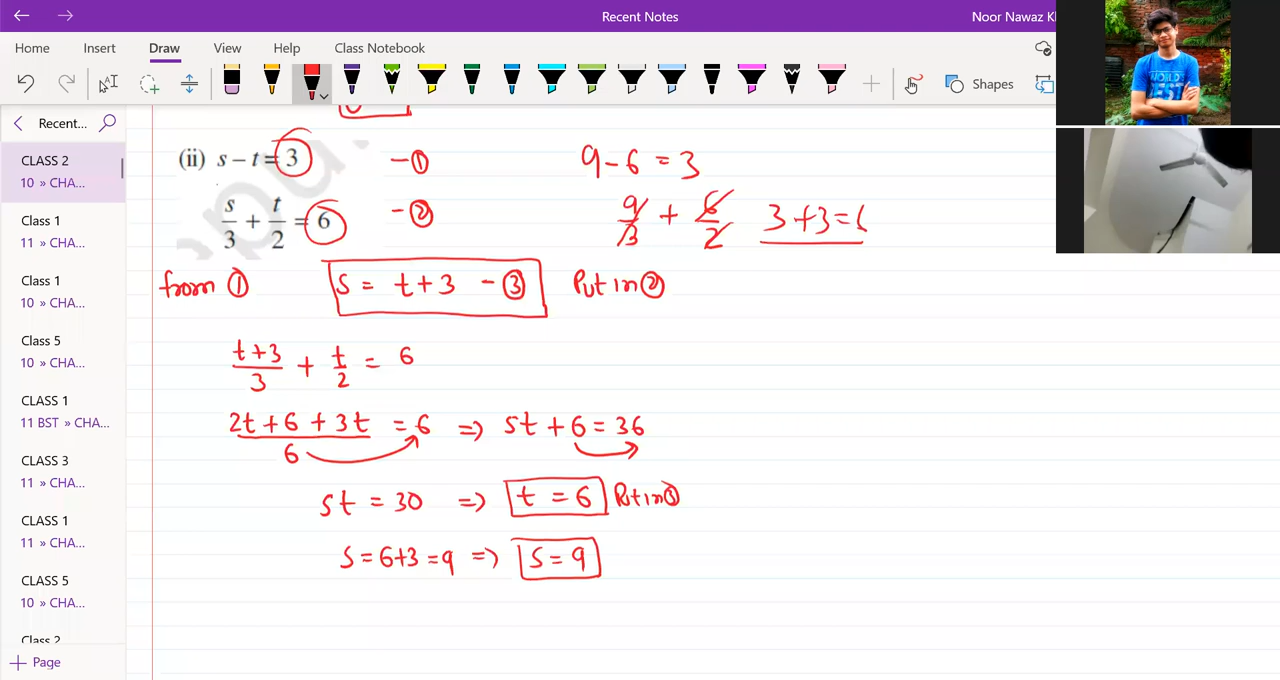 Recent Notes
Noor Nawaz Kh
Home Insert Draw View Help Class Notebook
Shapes
Recent...
CLASS 2
10 » CHA...
Class 1
11 » CHA...
Class 1
10 » CHA...
Class 5
10 » CHA...
CLASS 1
11 BST » CHA...
CLASS 3
11 » CHA...
CLASS 1
11 » CHA...
CLASS 5
10 » CHA...
Class 2
Page
(ii) s – t = 3 – ① 9 – 6 = 3
s/3 + t/2 = 6 – ② 9/3 + 6/2 3 + 3 = 6
from ① s = t + 3 – ③ Put in ②
t+3/3 + t/2 = 6
2t + 6 + 3t / 6 = 6 => 5t + 6 = 36
5t = 30 => t = 6 Put in ③
s = 6+3 = 9 => s = 9